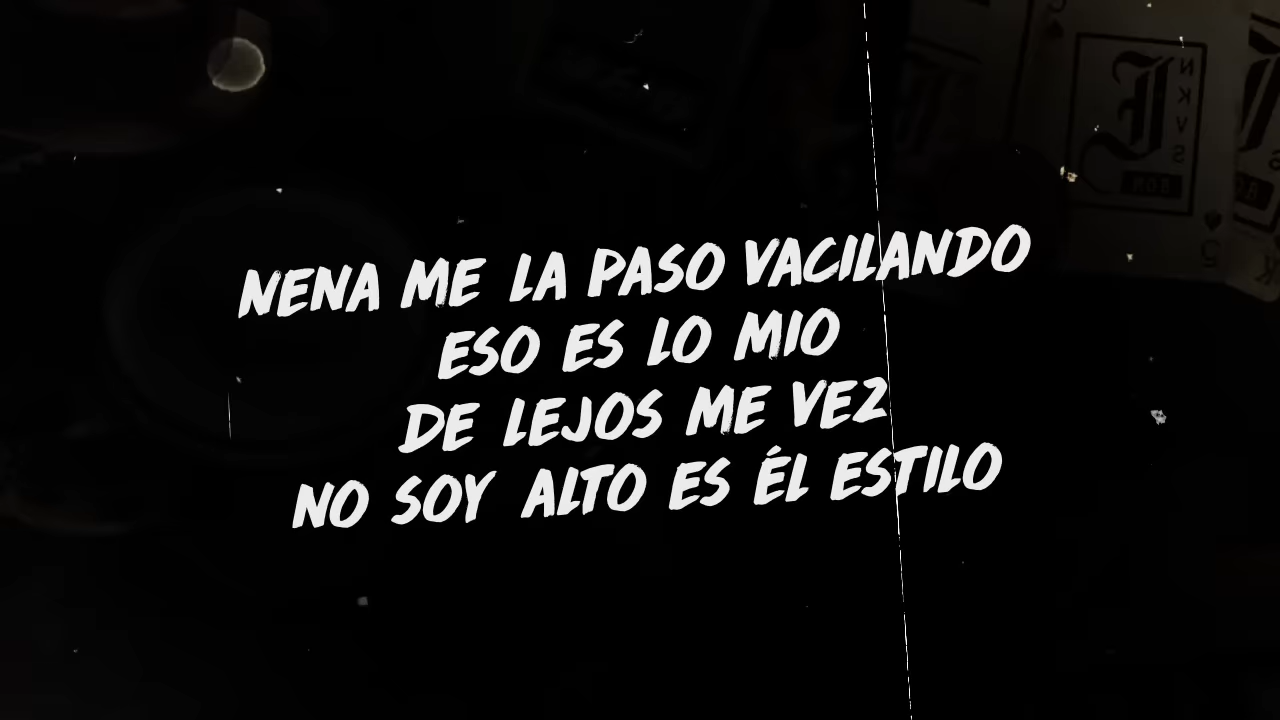 NENA ME LA PASO VACILANDO
ESO ES LO MIO
DE LEJOS ME VEZ
NO SOY ALTO ES ÉL ESTILO